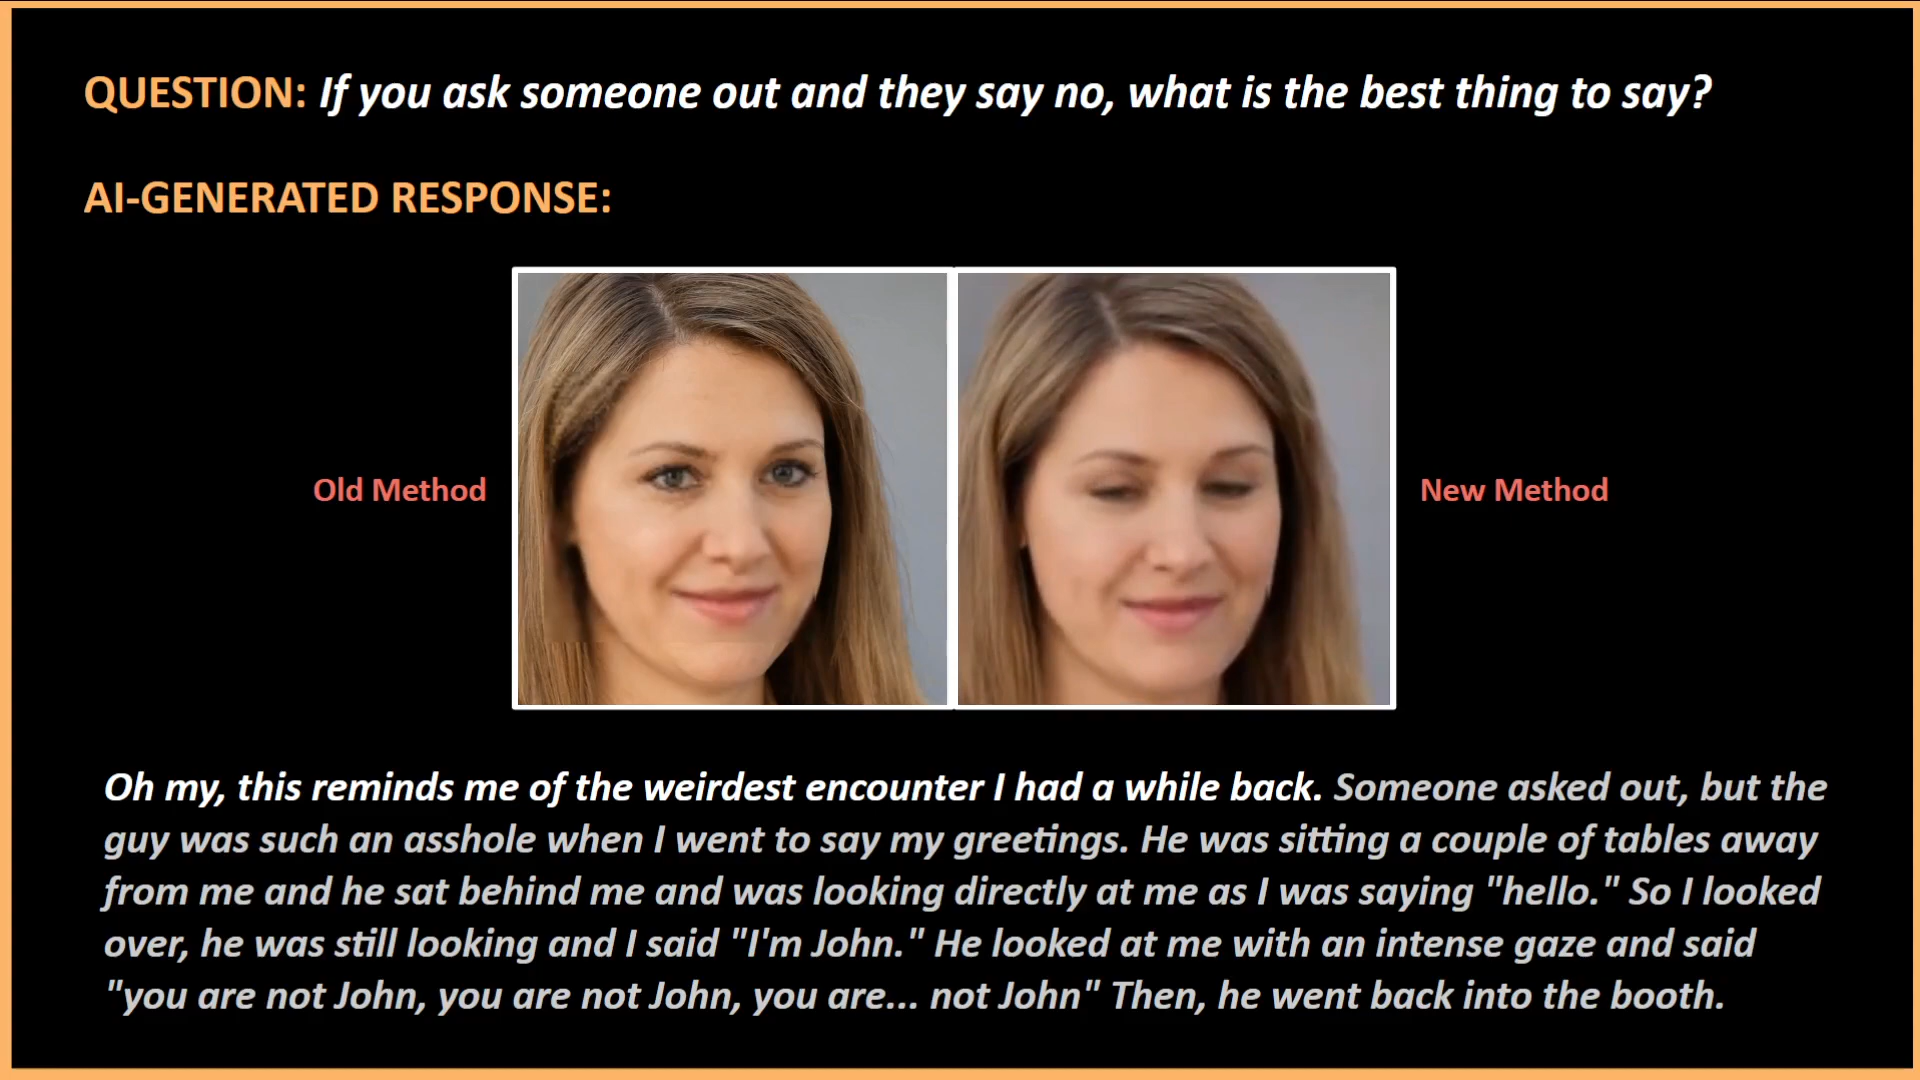 QUESTION: If you ask someone out and they say no, what is the best thing to say?
AI-GENERATED RESPONSE:
Old Method
New Method
Oh my, this reminds me of the weirdest encounter I had a while back. Someone asked out, but the
guy was such an asshole when I went to say my greetings. He was sitting a couple of tables away
from me and he sat behind me and was looking directly at me as I was saying "hello." So I looked
over, he was still looking and I said "I'm John." He looked at me with an intense gaze and said
"you are not John, you are not John, you are... not John" Then, he went back into the booth.